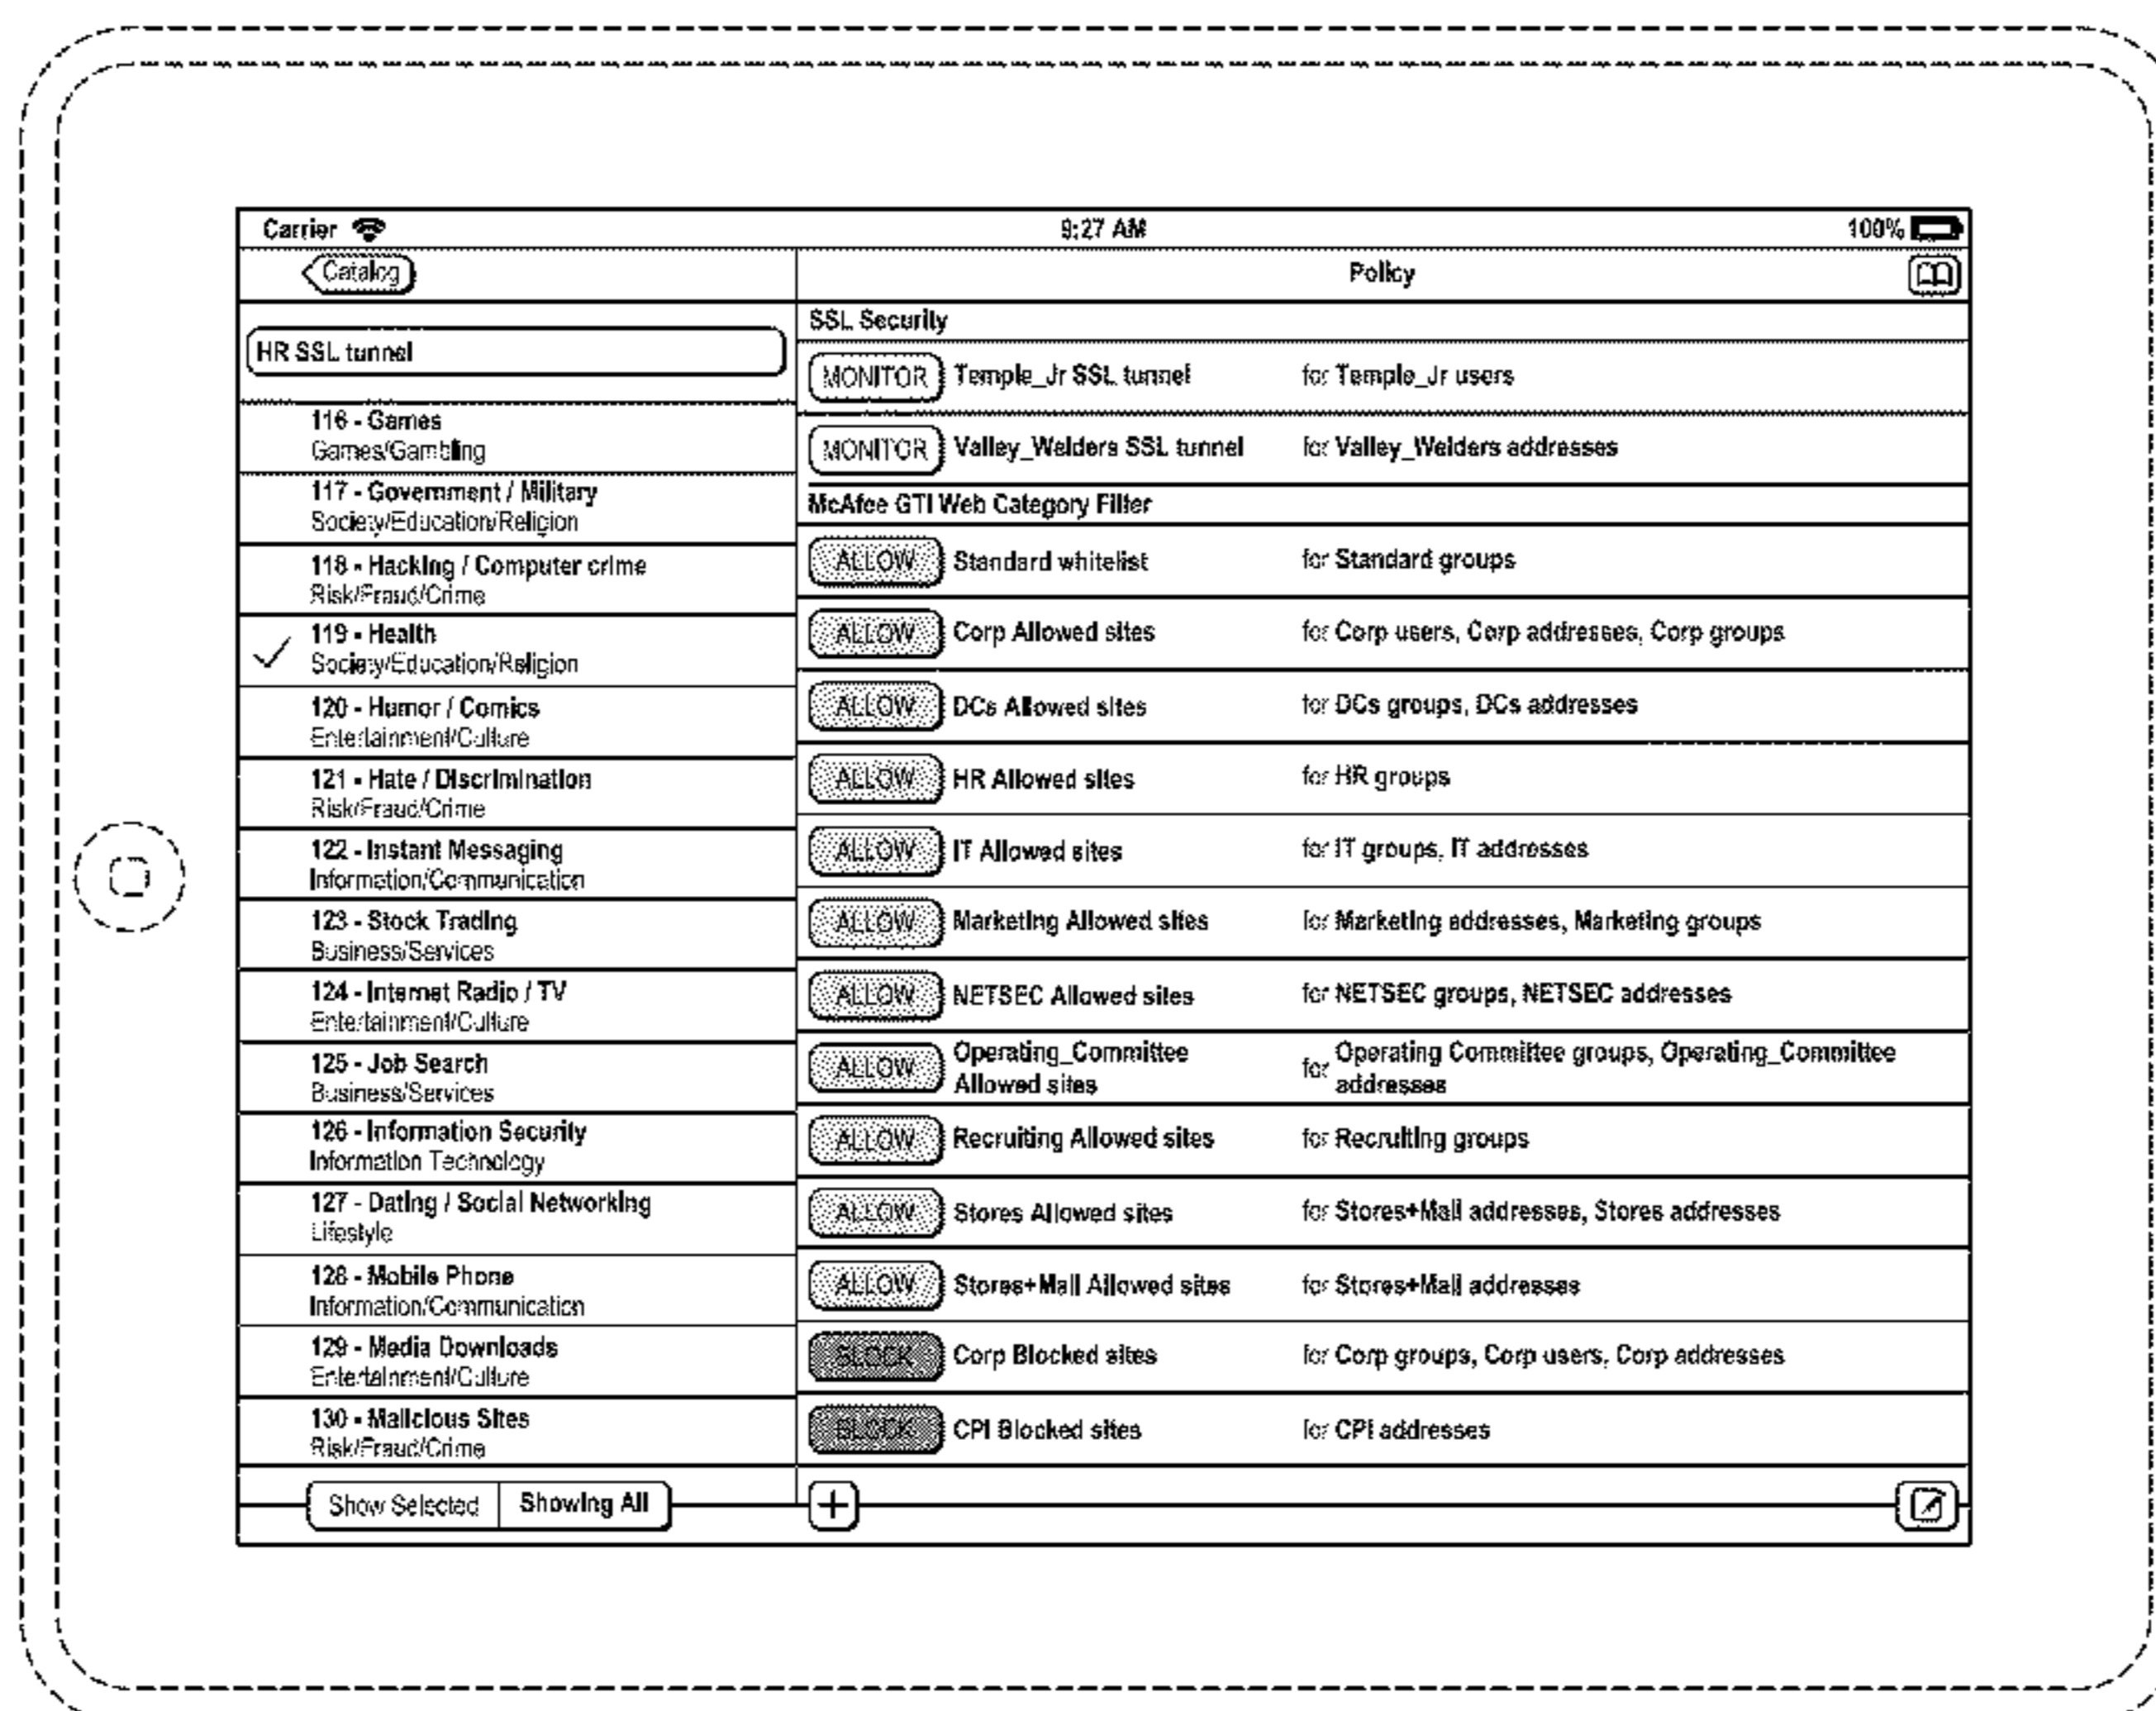 Carrier 9:27 AM 100%
Catalog
Policy
HR SSL tunnel
116 - Games
Games/Gambling
117 - Government / Military
Society/Education/Religion
118 - Hacking / Computer crime
Risk/Fraud/Crime
119 - Health
Society/Education/Religion
120 - Humor / Comics
Entertainment/Culture
121 - Hate / Discrimination
Risk/Fraud/Crime
122 - Instant Messaging
Information/Communication
123 - Stock Trading
Business/Services
124 - Internet Radio / TV
Entertainment/Culture
125 - Job Search
Business/Services
126 - Information Security
Information Technology
127 - Dating / Social Networking
Lifestyle
128 - Mobile Phone
Information/Communication
129 - Media Downloads
Entertainment/Culture
130 - Malicious Sites
Risk/Fraud/Crime
Show Selected Showing All
SSL Security
MONITOR Temple_Jr SSL tunnel for Temple_Jr users
MONITOR Valley_Welders SSL tunnel for Valley_Welders addresses
McAfee GTI Web Category Filter
ALLOW Standard whitelist for Standard groups
ALLOW Corp Allowed sites for Corp users, Corp addresses, Corp groups
ALLOW DCs Allowed sites for DCs groups, DCs addresses
ALLOW HR Allowed sites for HR groups
ALLOW IT Allowed sites for IT groups, IT addresses
ALLOW Marketing Allowed sites for Marketing addresses, Marketing groups
ALLOW NETSEC Allowed sites for NETSEC groups, NETSEC addresses
ALLOW Operating_Committee Allowed sites for Operating Committee groups, Operating_Committee addresses
ALLOW Recruiting Allowed sites for Recruiting groups
ALLOW Stores Allowed sites for Stores+Mall addresses, Stores addresses
ALLOW Stores+Mall Allowed sites for Stores+Mall addresses
BLOCK Corp Blocked sites for Corp groups, Corp users, Corp addresses
BLOCK CPI Blocked sites for CPI addresses
+